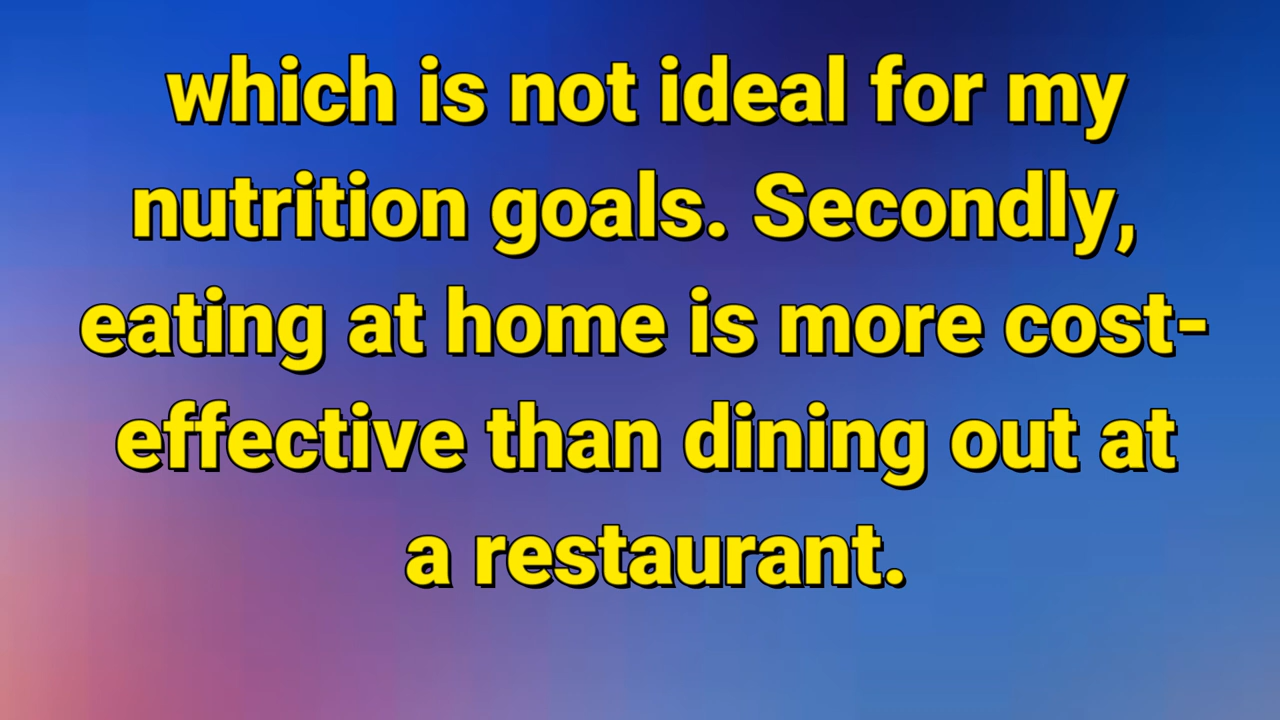 which is not ideal for my
nutrition goals. Secondly,
eating at home is more cost-
effective than dining out at
a restaurant.